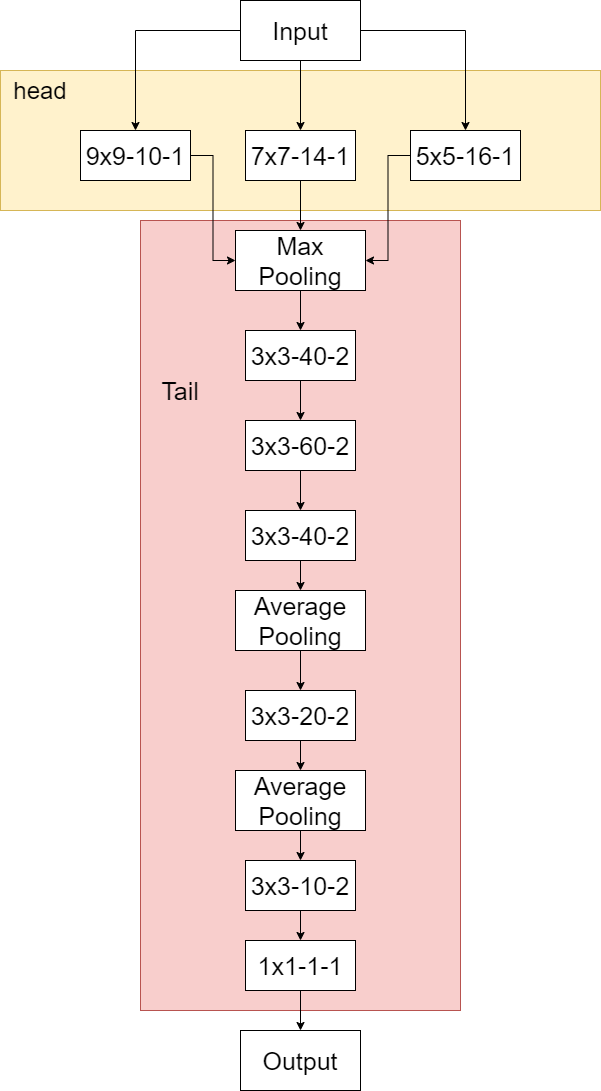 Input
head
9x9-10-1
7x7-14-1
5x5-16-1
Max
Pooling
3x3-40-2
Tail
3x3-60-2
3x3-40-2
Average
Pooling
3x3-20-2
Average
Pooling
3x3-10-2
1x1-1-1
Output